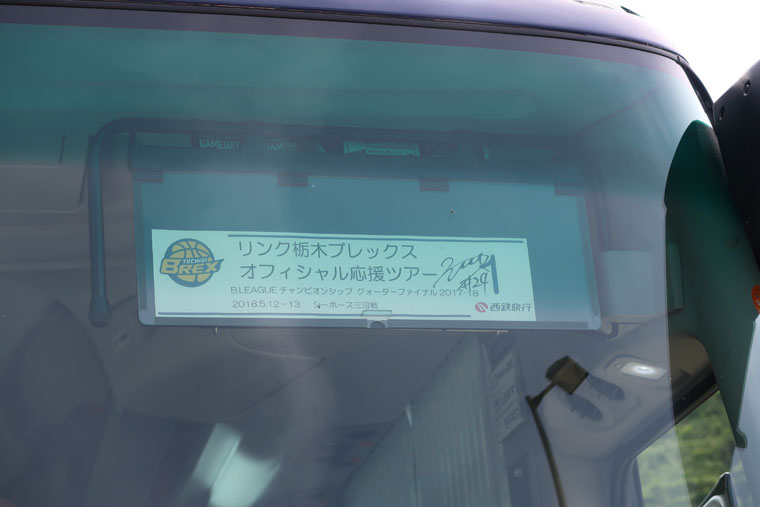 GAMEDAY
TOCHIGI
BREX
リンク栃木ブレックス
オフィシャル応援ツアー
#24
B.LEAGUE チャンピオンシップ クォーターファイナル 2017-18
2018.5.12-13
ーホース三河戦
西鉄旅行